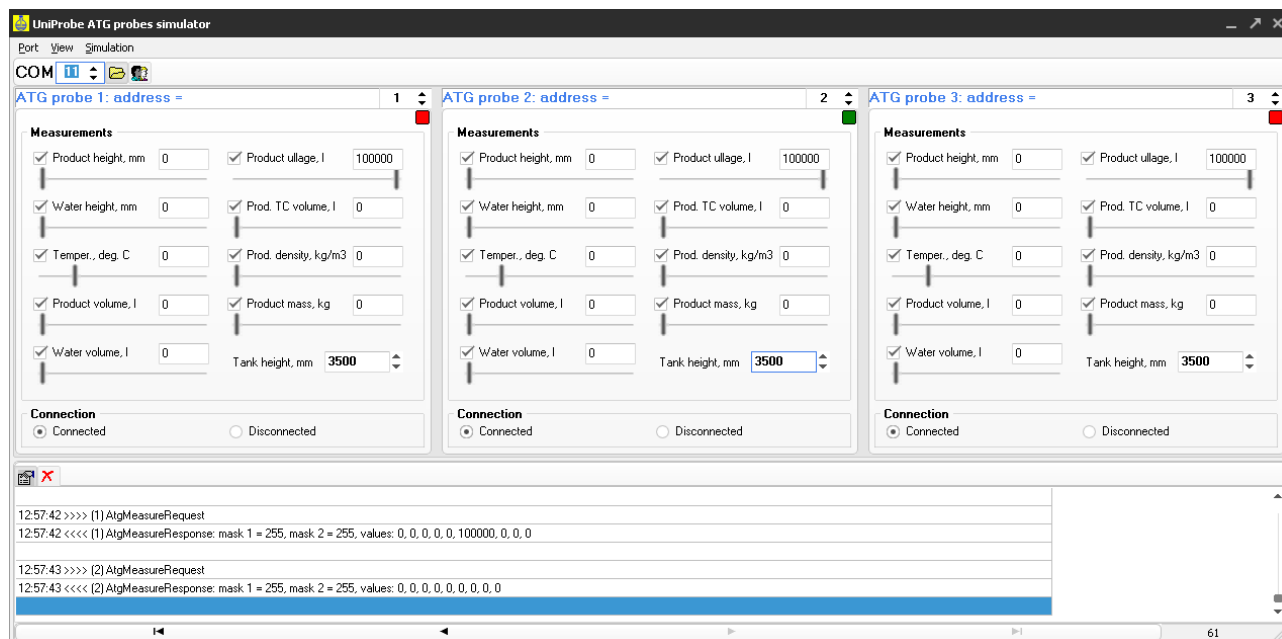 UniProbe ATG probes simulator
Port View Simulation
COM 11
ATG probe 1: address = 1
Measurements
Product height, mm 0 Product ullage, l 100000
Water height, mm 0 Prod. TC volume, l 0
Temper., deg. C 0 Prod. density, kg/m3 0
Product volume, l 0 Product mass, kg 0
Water volume, l 0 Tank height, mm 3500
Connection
Connected Disconnected
ATG probe 2: address = 2
Measurements
Product height, mm 0 Product ullage, l 100000
Water height, mm 0 Prod. TC volume, l 0
Temper., deg. C 0 Prod. density, kg/m3 0
Product volume, l 0 Product mass, kg 0
Water volume, l 0 Tank height, mm 3500
Connection
Connected Disconnected
ATG probe 3: address = 3
Measurements
Product height, mm 0 Product ullage, l 100000
Water height, mm 0 Prod. TC volume, l 0
Temper., deg. C 0 Prod. density, kg/m3 0
Product volume, l 0 Product mass, kg 0
Water volume, l 0 Tank height, mm 3500
Connection
Connected Disconnected
12:57:42 >>>> (1) AtgMeasureRequest
12:57:42 <<<< (1) AtgMeasureResponse: mask 1 = 255, mask 2 = 255, values: 0, 0, 0, 0, 0, 100000, 0, 0, 0
12:57:43 >>>> (2) AtgMeasureRequest
12:57:43 <<<< (2) AtgMeasureResponse: mask 1 = 255, mask 2 = 255, values: 0, 0, 0, 0, 0, 0, 0, 0, 0
61